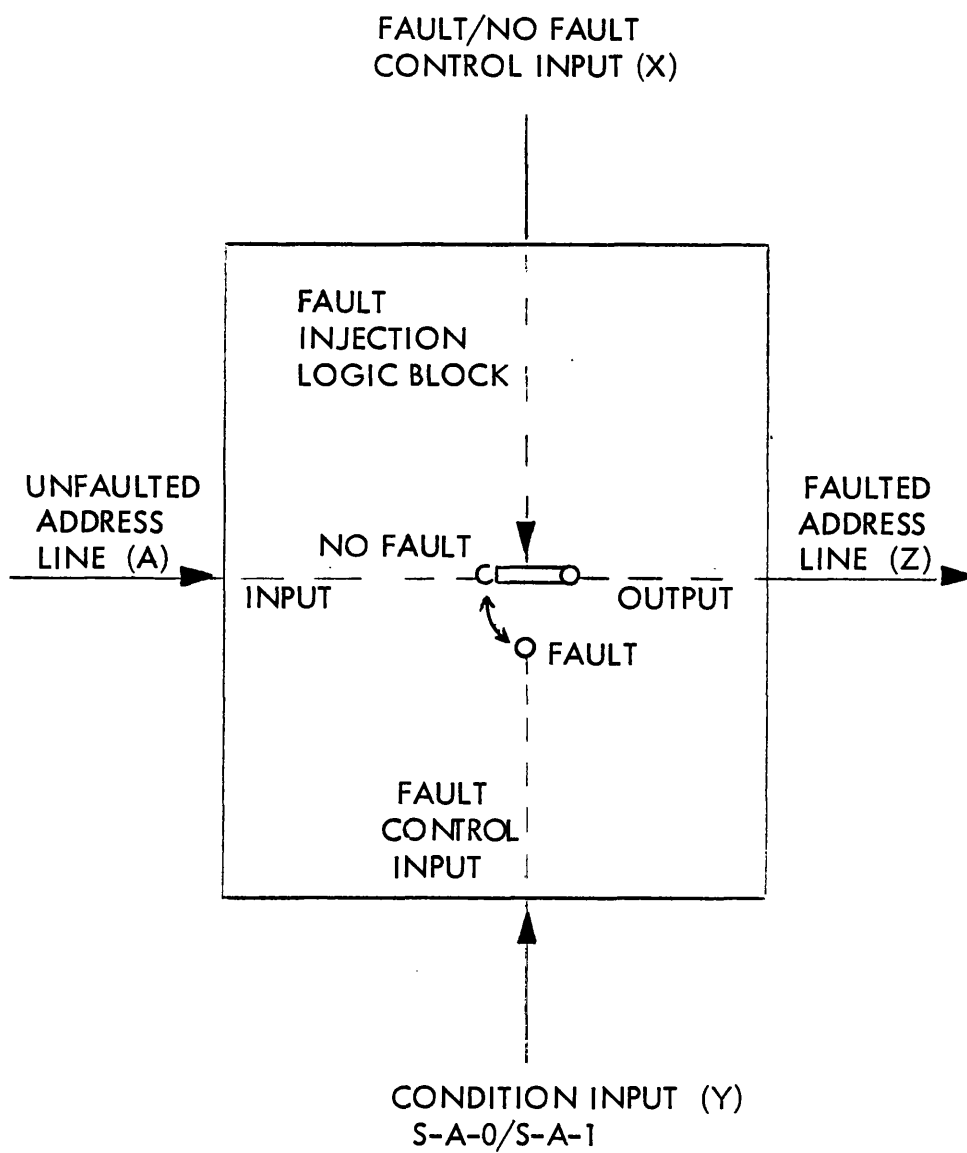 FAULT/NO FAULT
CONTROL INPUT (X)
FAULT
INJECTION
LOGIC BLOCK
UNFAULTED
ADDRESS
LINE (A)
NO FAULT
INPUT
OUTPUT
FAULTED
ADDRESS
LINE (Z)
FAULT
FAULT
CONTROL
INPUT
CONDITION INPUT (Y)
S-A-0/S-A-1